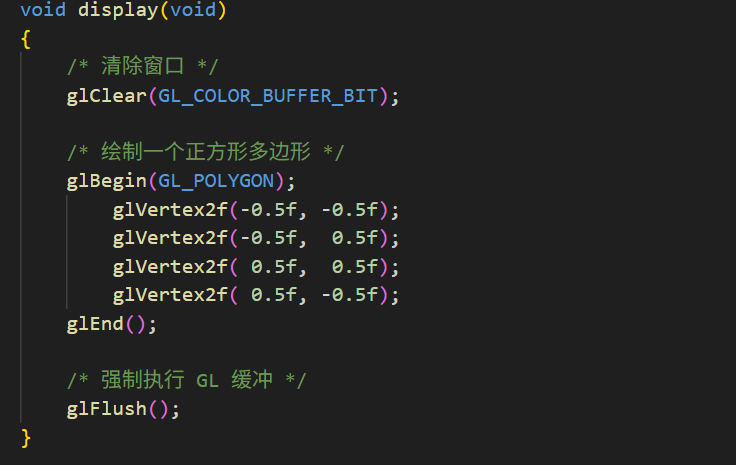 void display(void)
{
    /* 清除窗口 */
    glClear(GL_COLOR_BUFFER_BIT);
    /* 绘制一个正方形多边形 */
    glBegin(GL_POLYGON);
        glVertex2f(-0.5f, -0.5f);
        glVertex2f(-0.5f,  0.5f);
        glVertex2f( 0.5f,  0.5f);
        glVertex2f( 0.5f, -0.5f);
    glEnd();
    /* 强制执行 GL 缓冲 */
    glFlush();
}